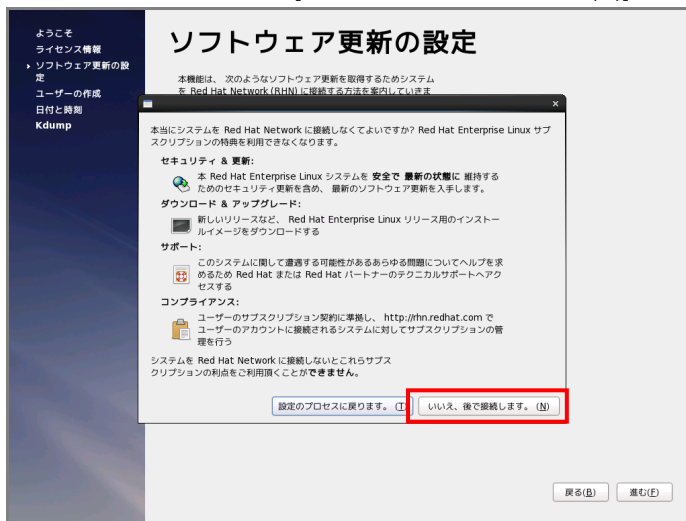 ようこそ
ライセンス情報
ソフトウェア更新の設
定
ユーザーの作成
日付と時刻
Kdump
ソフトウェア更新の設定
本機能は、 次のようなソフトウェア更新を取得するためシステム
を Red Hat Network (RHN) に接続する方法を案内していきま
本当にシステムを Red Hat Network に接続しなくてよいですか? Red Hat Enterprise Linux サブ
スクリプションの特典を利用できなくなります。
セキュリティ & 更新:
本 Red Hat Enterprise Linux システムを 安全で 最新の状態に 維持する
ためのセキュリティ更新を含め、 最新のソフトウェア更新を入手します。
ダウンロード & アップグレード:
新しいリリースなど、 Red Hat Enterprise Linux リリース用のインストー
ルイメージをダウンロードする
サポート:
このシステムに関して遭遇する可能性があるあらゆる問題についてヘルプを求
めるため Red Hat または Red Hat パートナーのテクニカルサポートへアク
セスする
コンプライアンス:
ユーザーのサブスクリプション契約に準拠し、 http://rhn.redhat.com で
ユーザーのアカウントに接続されるシステムに対してサブスクリプションの管
理を行う
システムを Red Hat Network に接続しないとこれらサブス
クリプションの利点をご利用頂くことができません。
設定のプロセスに戻ります。 (T)
いいえ、後で接続します。 (N)
戻る(B)
進む(F)